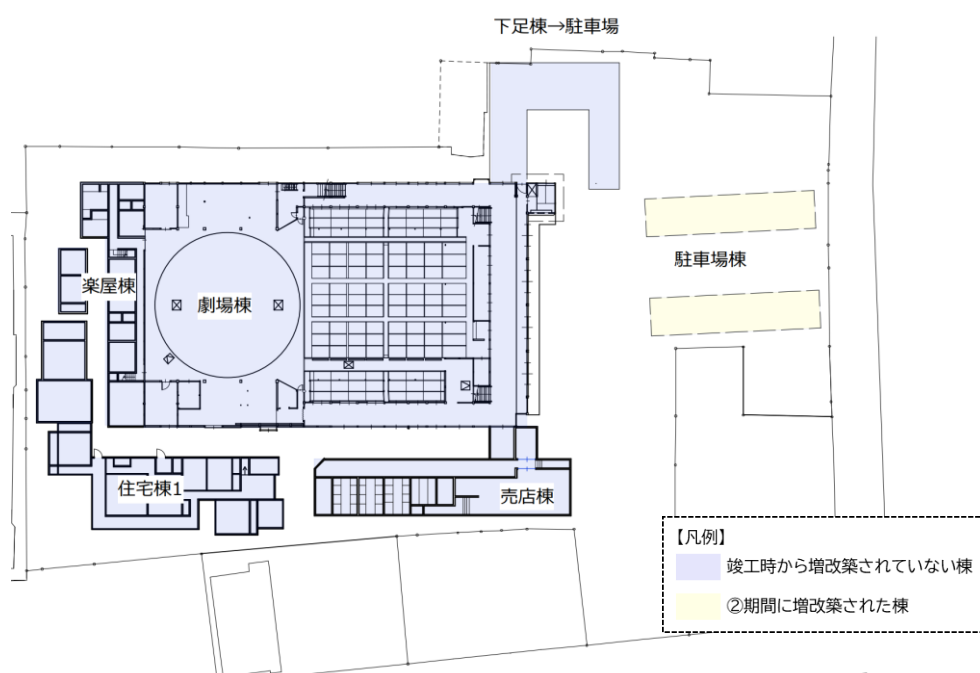 下足棟→駐車場
駐車場棟
楽屋棟
劇場棟
住宅棟1
売店棟
【凡例】
竣工時から増改築されていない棟
②期間に増改築された棟